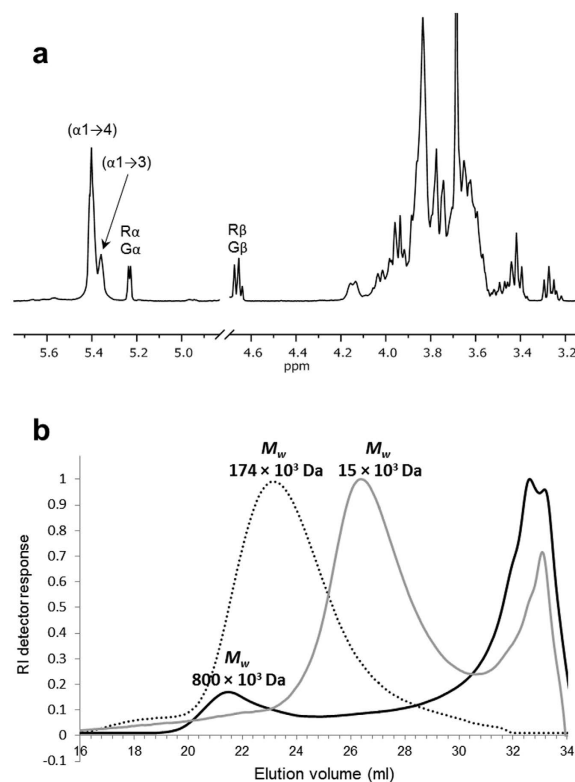 a
(α1→4)
(α1→3)
Rα
Gα
Rβ
Gβ
5.6 5.4 5.2 5.0 4.6 4.4 4.2 4.0 3.8 3.6 3.4 3.2
ppm
b
Mw
174 × 10³ Da
Mw
15 × 10³ Da
Mw
800 × 10³ Da
RI detector response
1
0.9
0.8
0.7
0.6
0.5
0.4
0.3
0.2
0.1
0
-0.1
16 18 20 22 24 26 28 30 32 34
Elution volume (ml)